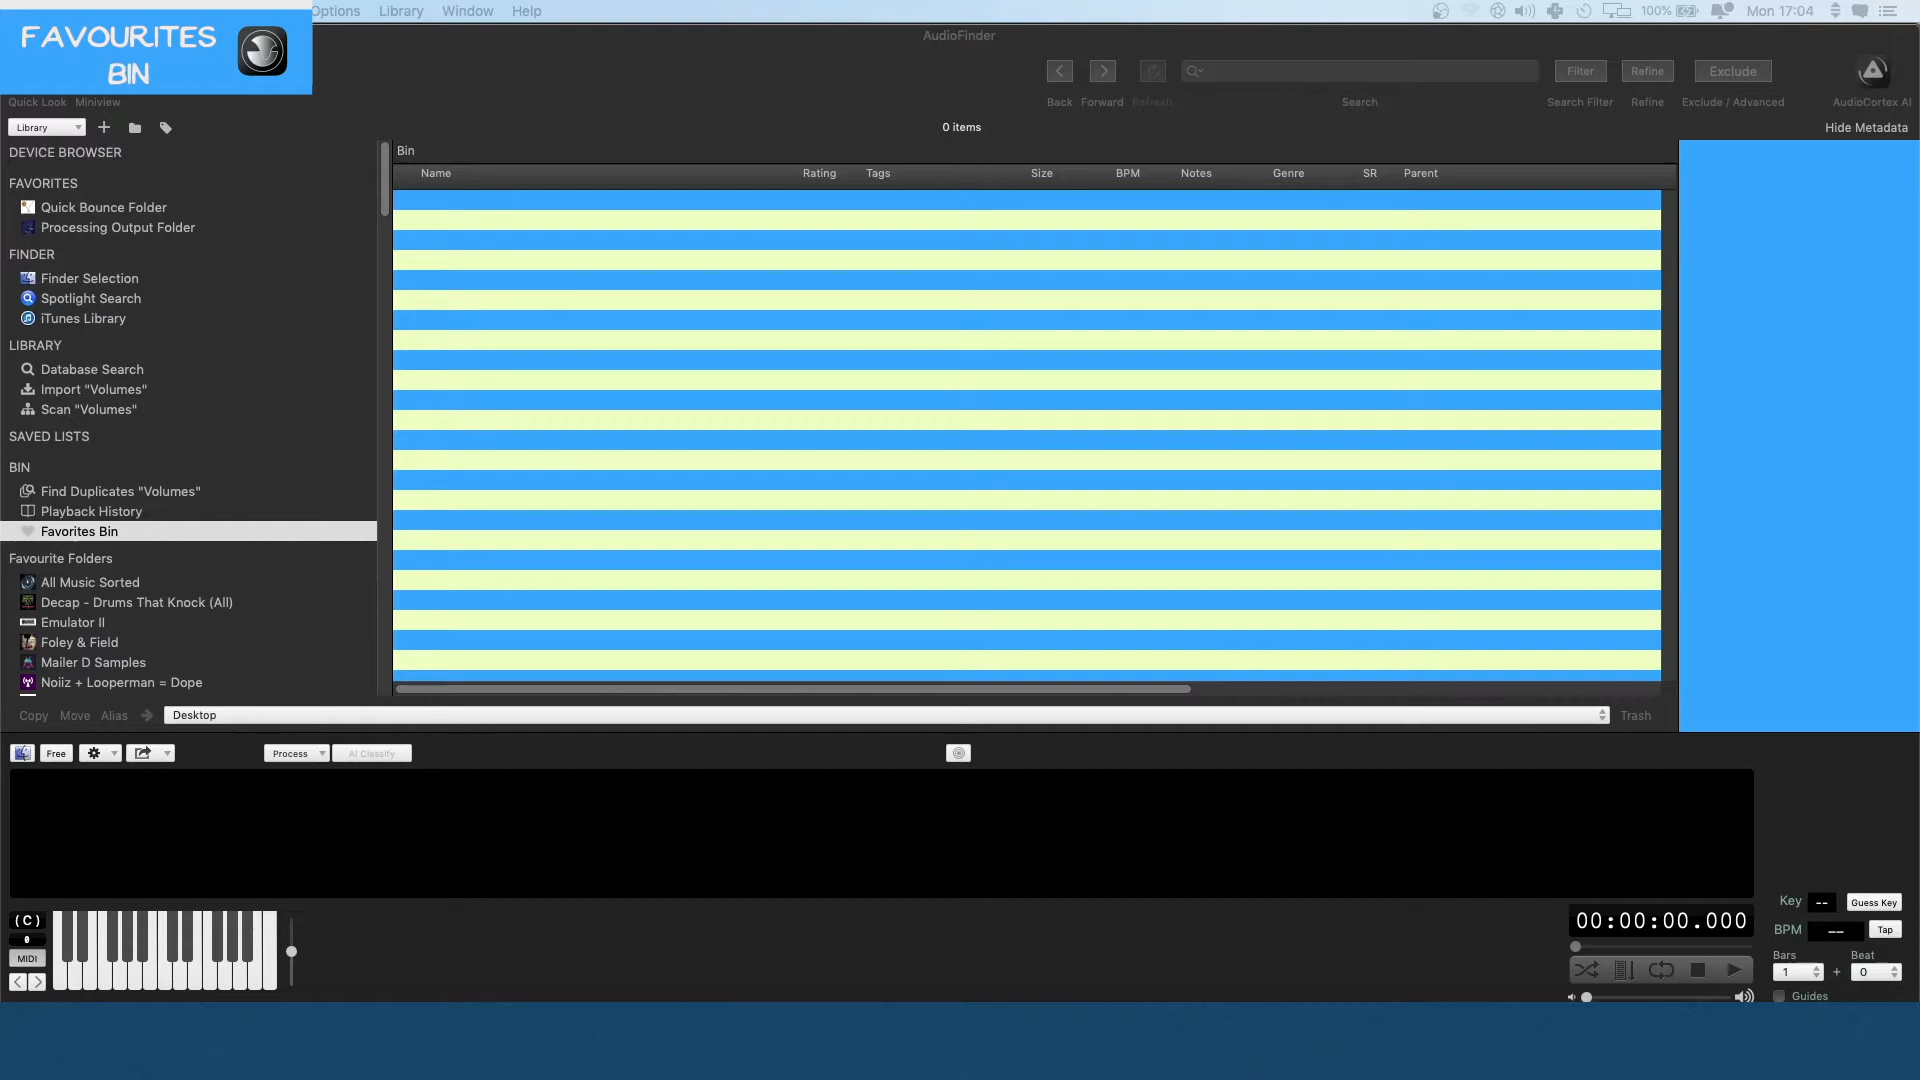 Options Library Window Help 100% Mon 17:04
FAVOURITES
BIN
AudioFinder
Filter Refine Exclude
Quick Look Miniview Back Forward Refresh Search Search Filter Refine Exclude / Advanced AudioCortex AI
Library 0 items Hide Metadata
DEVICE BROWSER
Bin
Name Rating Tags Size BPM Notes Genre SR Parent
FAVORITES
Quick Bounce Folder
Processing Output Folder
FINDER
Finder Selection
Spotlight Search
iTunes Library
LIBRARY
Database Search
Import "Volumes"
Scan "Volumes"
SAVED LISTS
BIN
Find Duplicates "Volumes"
Playback History
Favorites Bin
Favourite Folders
All Music Sorted
Decap - Drums That Knock (All)
Emulator II
Foley & Field
Mailer D Samples
Noiiz + Looperman = Dope
Copy Move Alias Desktop Trash
Free Process AI Classify
(C)
0
MIDI
00:00:00.000
Key -- Guess Key
BPM -- Tap
Bars Beat
1 + 0
Guides